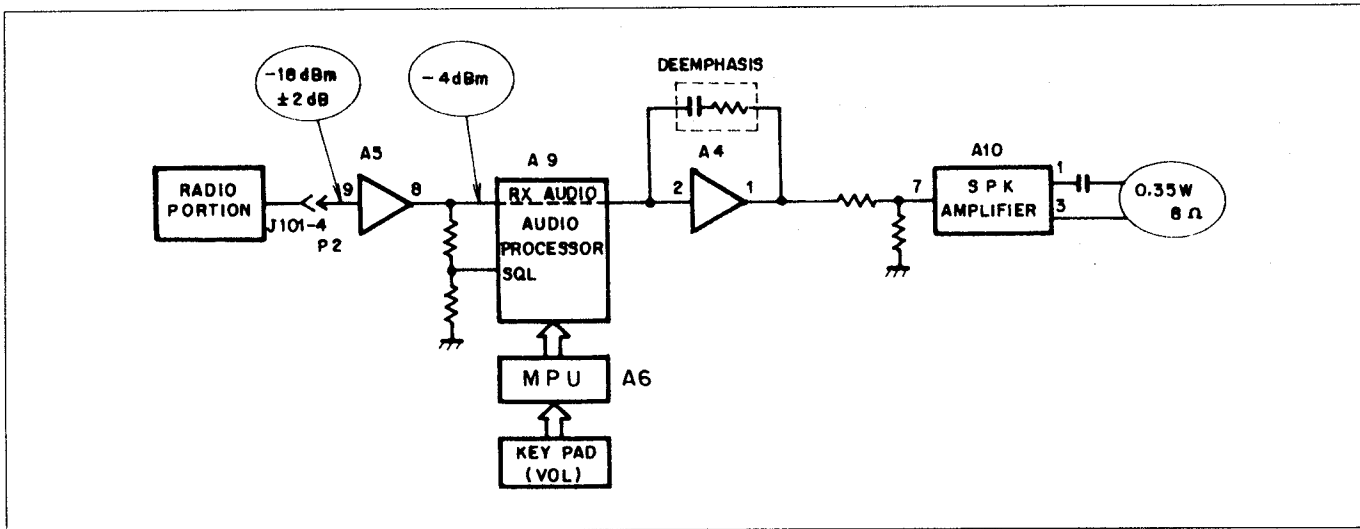 -18dBm
±2dB
-4dBm
DEEMPHASIS
A5
A9
A4
A10
RADIO
PORTION
J101-4
P2
9
8
RX AUDIO
AUDIO
PROCESSOR
SQL
2
1
7
SPK
AMPLIFIER
1
3
0.35W
8Ω
MPU
A6
KEY PAD
(VOL)